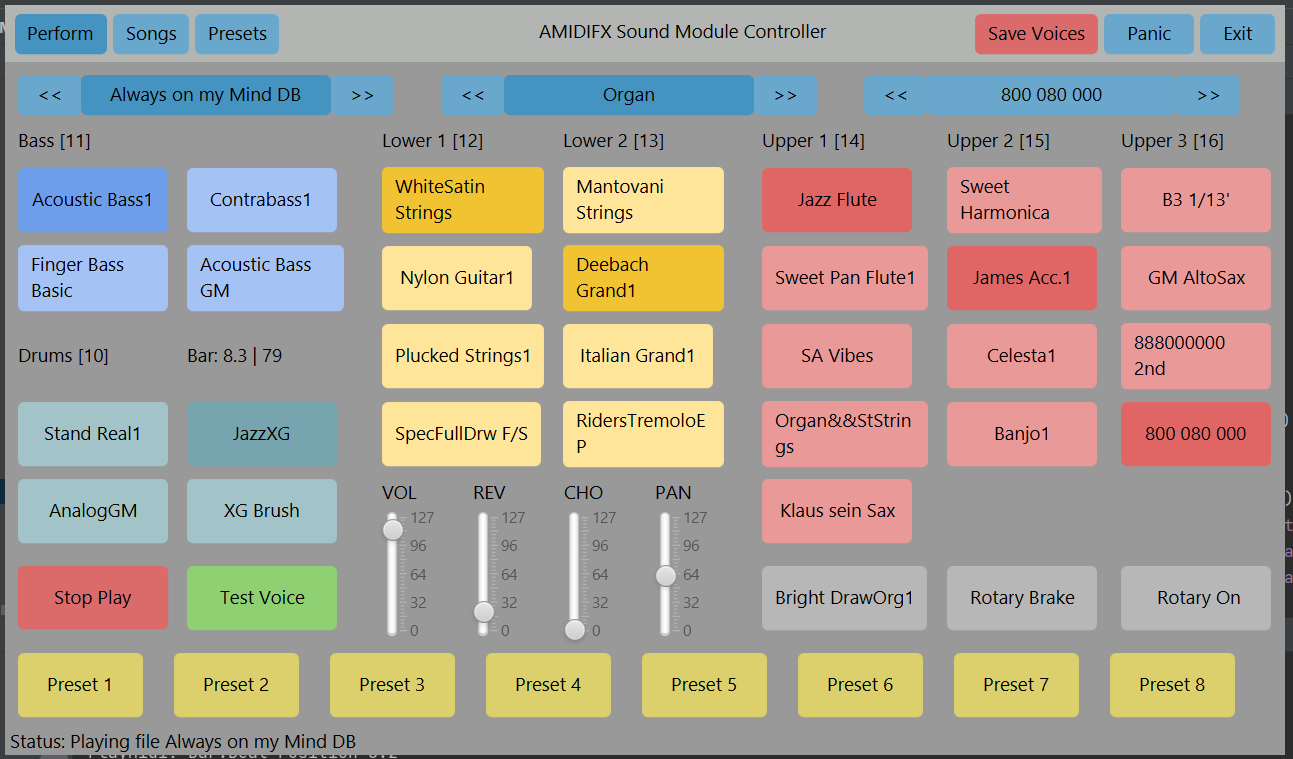 Perform Songs Presets AMIDIFX Sound Module Controller Save Voices Panic Exit
<< Always on my Mind DB >> << Organ >> << 800 080 000 >>
Bass [11] Lower 1 [12] Lower 2 [13] Upper 1 [14] Upper 2 [15] Upper 3 [16]
Acoustic Bass1 Contrabass1
WhiteSatin
Strings
Mantovani
Strings
Jazz Flute
Sweet
Harmonica
B3 1/13'
Finger Bass
Basic
Acoustic Bass
GM
Nylon Guitar1
Deebach
Grand1
Sweet Pan Flute1 James Acc.1 GM AltoSax
Drums [10] Bar: 8.3 | 79 Plucked Strings1 Italian Grand1 SA Vibes Celesta1
888000000
2nd
Stand Real1 JazzXG SpecFullDrw F/S
RidersTremoloE
P
Organ&&StStrin
gs
Banjo1 800 080 000
VOL REV CHO PAN
AnalogGM XG Brush Klaus sein Sax
127 127 127 127
96 96 96 96
64 64 64 64
32 32 32 32
0 0 0 0
Stop Play Test Voice Bright DrawOrg1 Rotary Brake Rotary On
Preset 1 Preset 2 Preset 3 Preset 4 Preset 5 Preset 6 Preset 7 Preset 8
Status: Playing file Always on my Mind DB